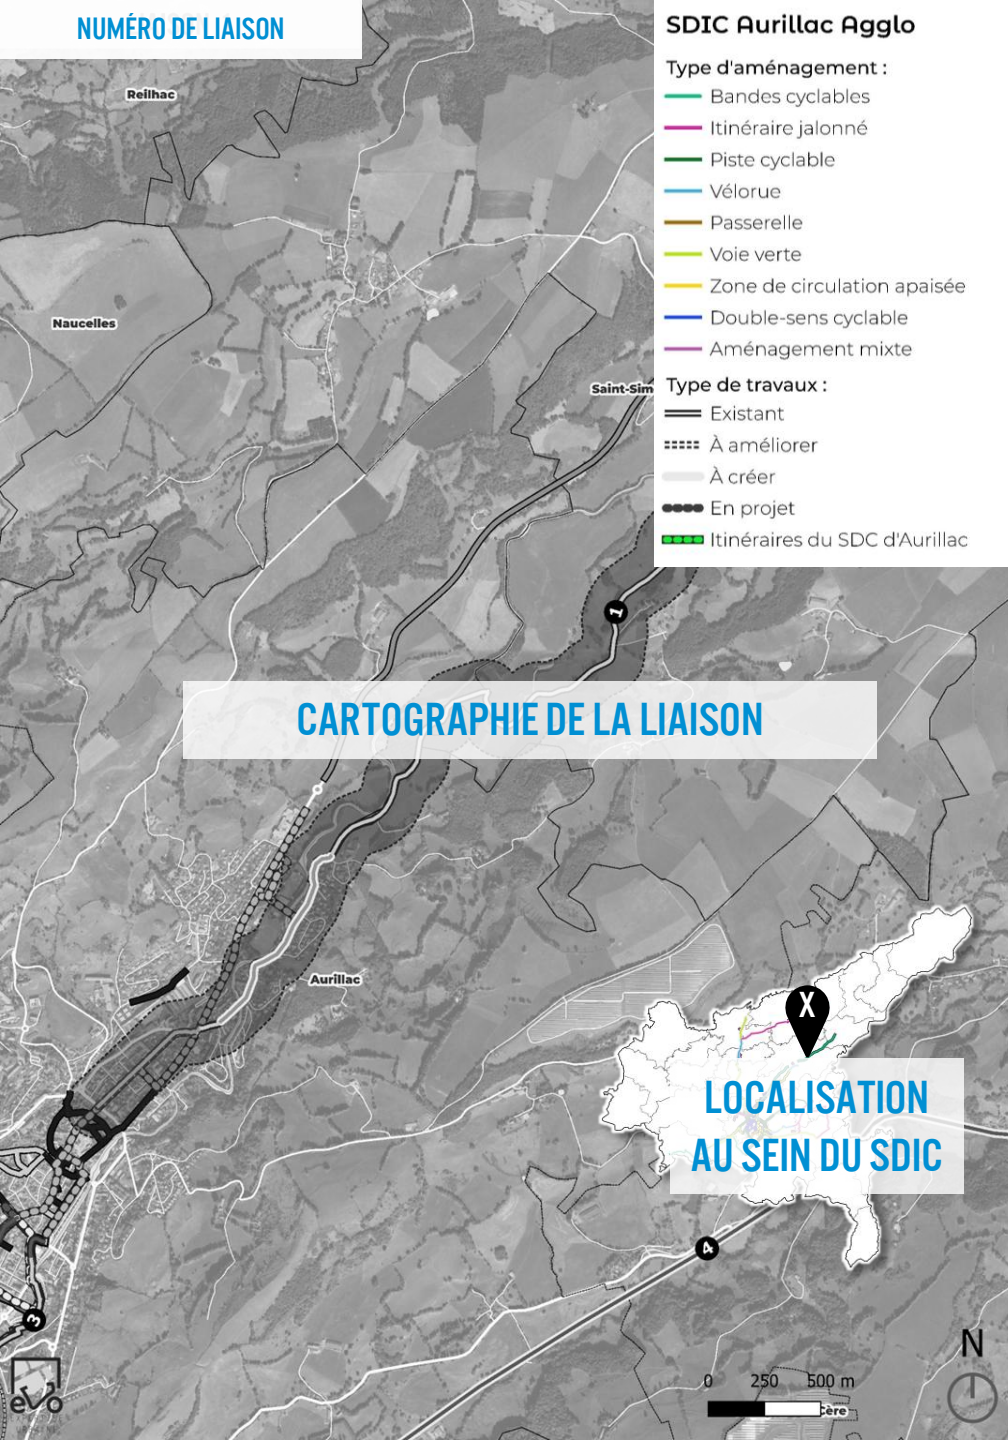 NUMÉRO DE LIAISON
SDIC Aurillac Agglo
Type d'aménagement :
Bandes cyclables
Itinéraire jalonné
Piste cyclable
Vélorue
Passerelle
Voie verte
Zone de circulation apaisée
Double-sens cyclable
Aménagement mixte
Type de travaux :
Existant
À améliorer
À créer
En projet
Itinéraires du SDC d'Aurillac
Reilhac
Naucelles
Saint-Sim
1
CARTOGRAPHIE DE LA LIAISON
Aurillac
X
LOCALISATION
AU SEIN DU SDIC
4
3
N
0 250 500 m
Cère
evo